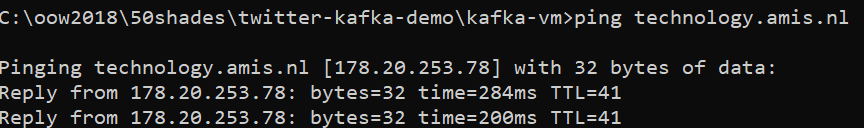 C:\oow2018\50shades\twitter-kafka-demo\kafka-vm>ping technology.amis.nl
Pinging technology.amis.nl [178.20.253.78] with 32 bytes of data:
Reply from 178.20.253.78: bytes=32 time=284ms TTL=41
Reply from 178.20.253.78: bytes=32 time=200ms TTL=41